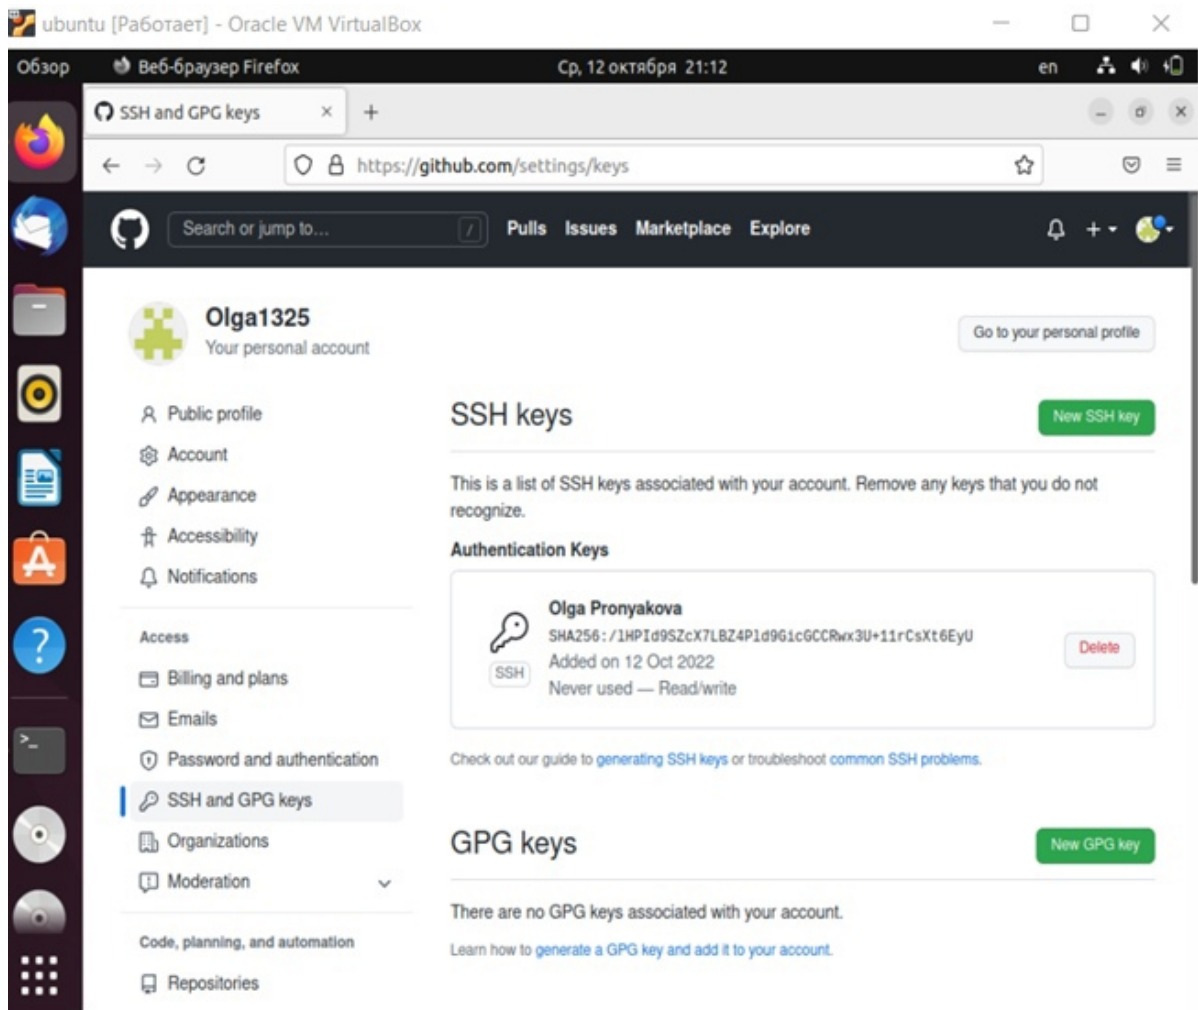 ubuntu [Работает] - Oracle VM VirtualBox
Обзор Веб-браузер Firefox Ср, 12 октября 21:12 en
SSH and GPG keys
https://github.com/settings/keys
Search or jump to... / Pulls Issues Marketplace Explore
Olga1325
Your personal account
Go to your personal profile
Public profile
Account
Appearance
Accessibility
Notifications
Access
Billing and plans
Emails
Password and authentication
SSH and GPG keys
Organizations
Moderation
Code, planning, and automation
Repositories
SSH keys
New SSH key
This is a list of SSH keys associated with your account. Remove any keys that you do not
recognize.
Authentication Keys
Olga Pronyakova
SHA256:/lHPId9SZcX7LBZ4Pld9GicGCCRwx3U+11rCsXt6EyU
Added on 12 Oct 2022
Never used — Read/write
SSH
Delete
Check out our guide to generating SSH keys or troubleshoot common SSH problems.
GPG keys
New GPG key
There are no GPG keys associated with your account.
Learn how to generate a GPG key and add it to your account.